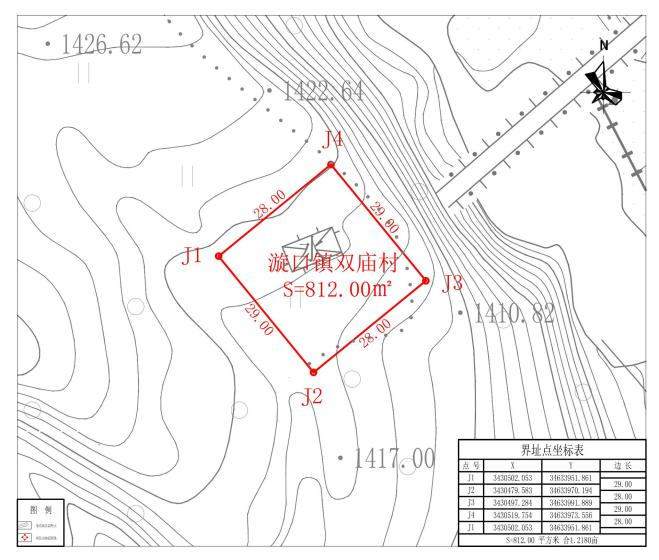 1426.62
N
1422.64
J4
28.00
29.00
J1
漩口镇双庙村
S=812.00㎡
J3
29.00
28.00
1410.82
J2
1417.00
界址点坐标表
点 号 X Y 边 长
J1 3430502.053 34633951.861
29.00
J2 3430479.583 34633970.194
28.00
J3 3430497.284 34633991.889
29.00
J4 3430519.754 34633973.556
28.00
J1 3430502.053 34633951.861
S=812.00 平方米 合1.2180亩
图 例